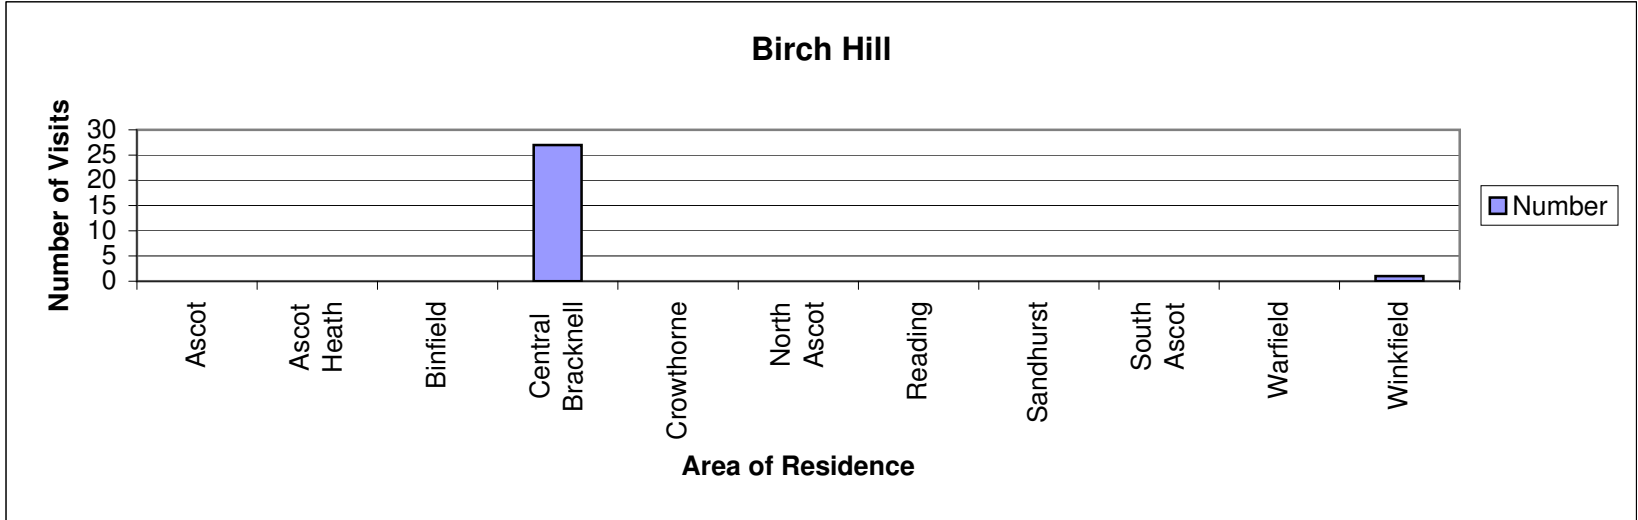 Birch Hill
Number of Visits
30
25
20
15
10
5
0
Ascot
Ascot
Heath
Binfield
Central
Bracknell
Crowthorne
North
Ascot
Reading
Sandhurst
South
Ascot
Warfield
Winkfield
Area of Residence
Number